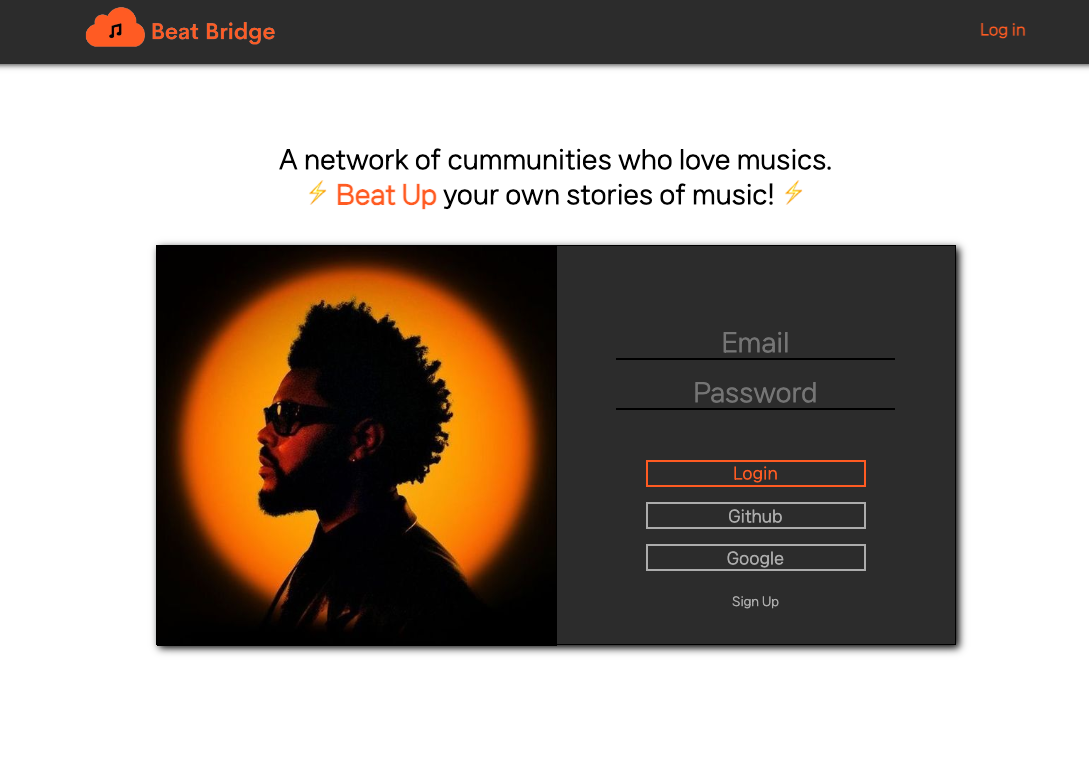 Beat Bridge
Log in
A network of cummunities who love musics.
⚡ Beat Up your own stories of music! ⚡
Email
Password
Login
Github
Google
Sign Up